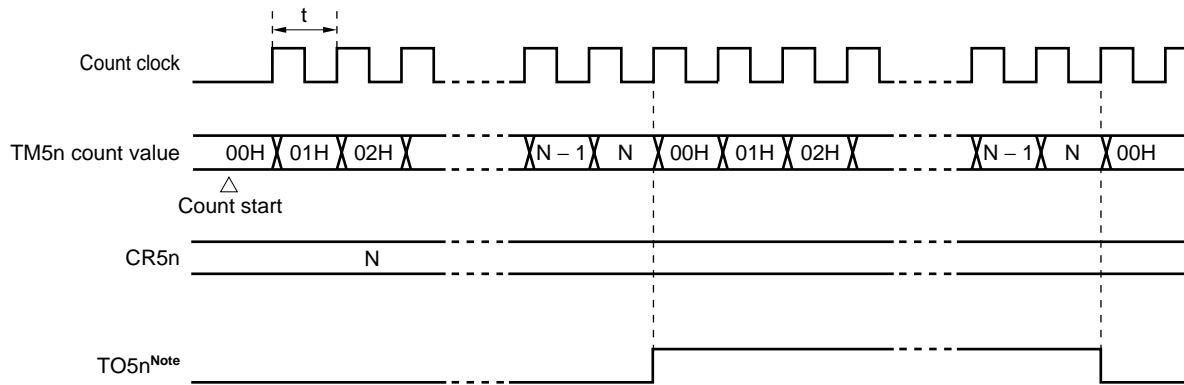 t
Count clock
TM5n count value 00H 01H 02H N − 1 N 00H 01H 02H N − 1 N 00H
Count start
CR5n N
TO5nNote